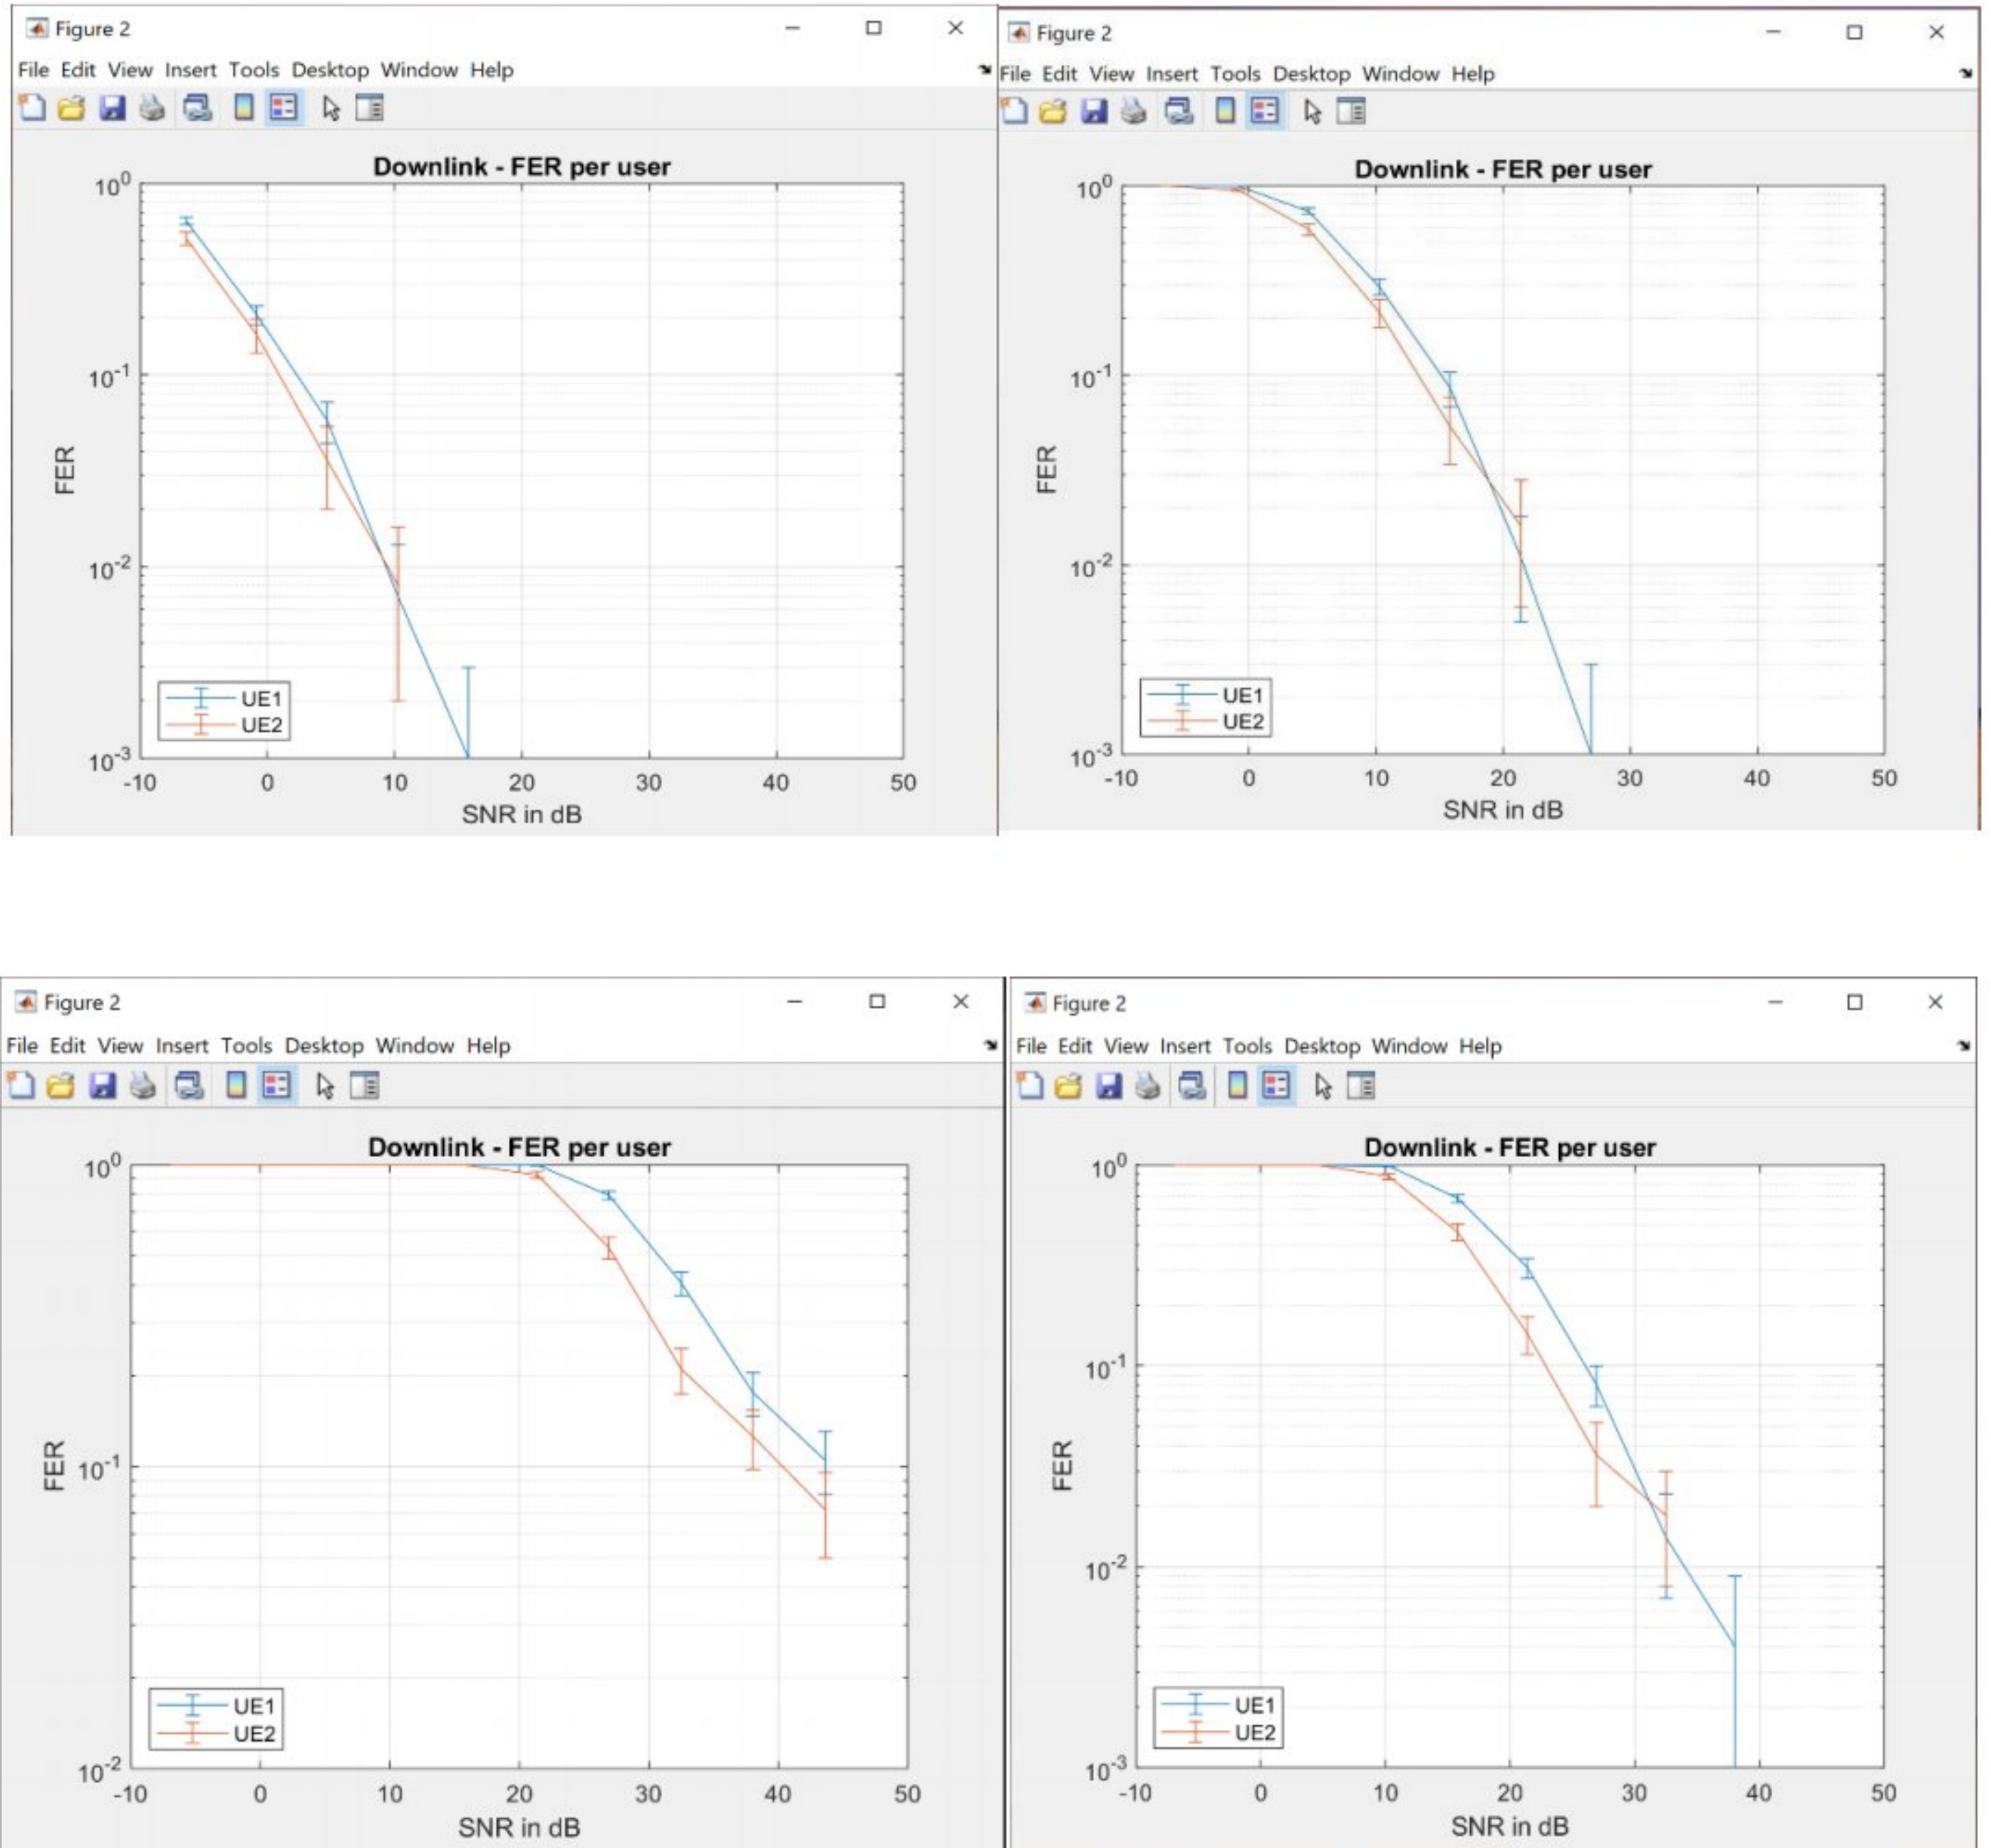 Figure 2
File Edit View Insert Tools Desktop Window Help
Downlink - FER per user
10^0
10^-1
10^-2
10^-3
FER
UE1
UE2
-10 0 10 20 30 40 50
SNR in dB
Figure 2
File Edit View Insert Tools Desktop Window Help
Downlink - FER per user
10^0
10^-1
10^-2
10^-3
FER
UE1
UE2
-10 0 10 20 30 40 50
SNR in dB
Figure 2
File Edit View Insert Tools Desktop Window Help
Downlink - FER per user
10^0
10^-1
10^-2
FER
UE1
UE2
-10 0 10 20 30 40 50
SNR in dB
Figure 2
File Edit View Insert Tools Desktop Window Help
Downlink - FER per user
10^0
10^-1
10^-2
10^-3
FER
UE1
UE2
-10 0 10 20 30 40 50
SNR in dB